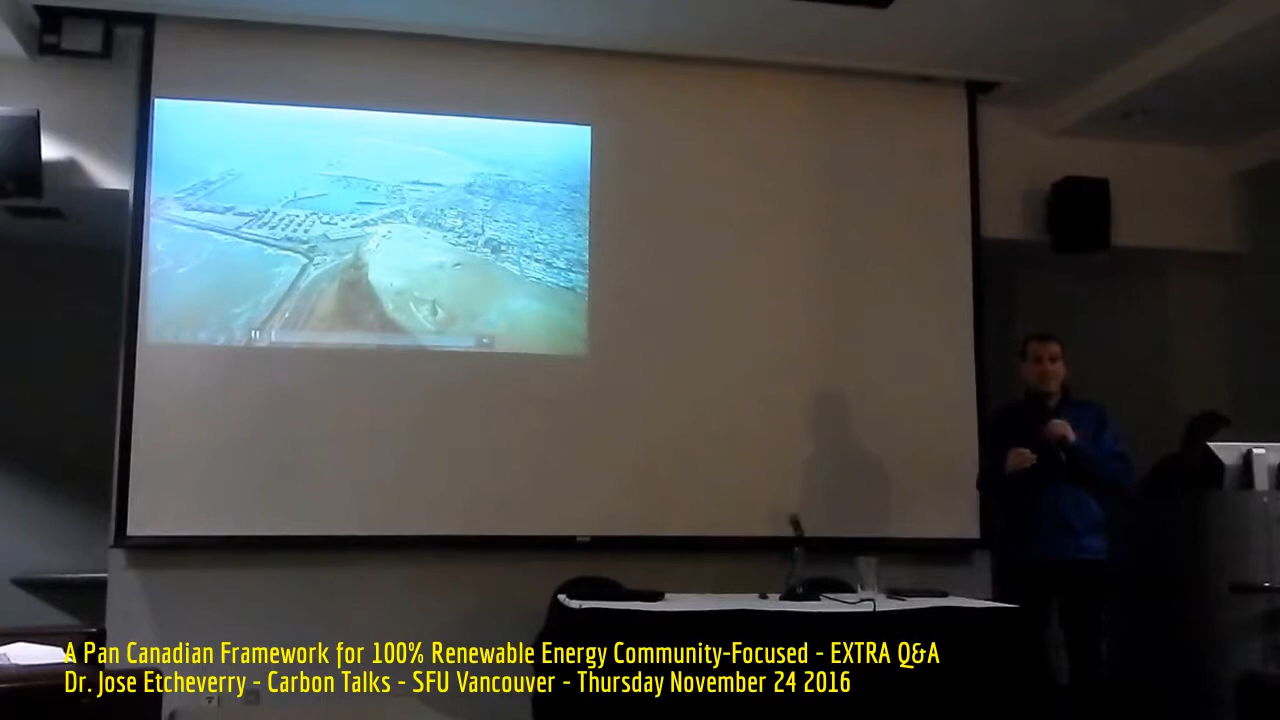 A Pan Canadian Framework for 100% Renewable Energy Community-Focused - EXTRA Q&A
Dr. Jose Etcheverry - Carbon Talks - SFU Vancouver - Thursday November 24 2016